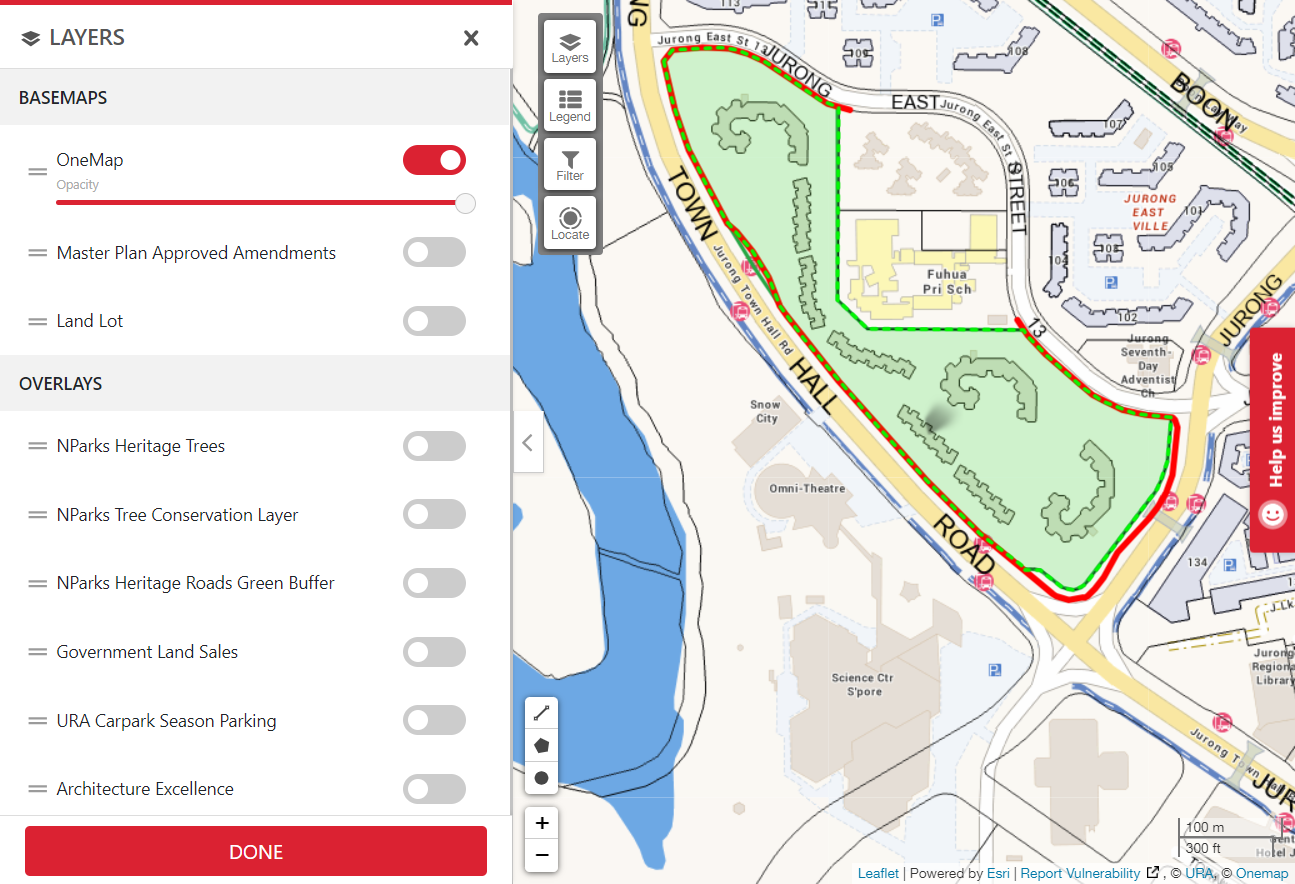 LAYERS
BASEMAPS
OneMap
Opacity
Master Plan Approved Amendments
Land Lot
OVERLAYS
NParks Heritage Trees
NParks Tree Conservation Layer
NParks Heritage Roads Green Buffer
Government Land Sales
URA Carpark Season Parking
Architecture Excellence
DONE
Layers
Legend
Filter
Locate
113
Jurong East St 13
JURONG
EAST
Jurong East St 13
STREET
13
109
108
P
BOON
107
106
105
JURONG
EAST
VILLE
101
103
104
P
102
JURONG
Fuhua
Pri Sch
Jurong
Seventh-
Day
Adventist
Ch
TOWN
HALL
ROAD
Jurong Town Hall Rd
Snow
City
Omni-Theatre
Science Ctr
S'pore
P
134
P
Jurong
Regional
Library
Jurong Town
JUR
Help us improve
+
−
100 m
300 ft
Hotel J
Leaflet | Powered by Esri | Report Vulnerability , © URA, © Onemap